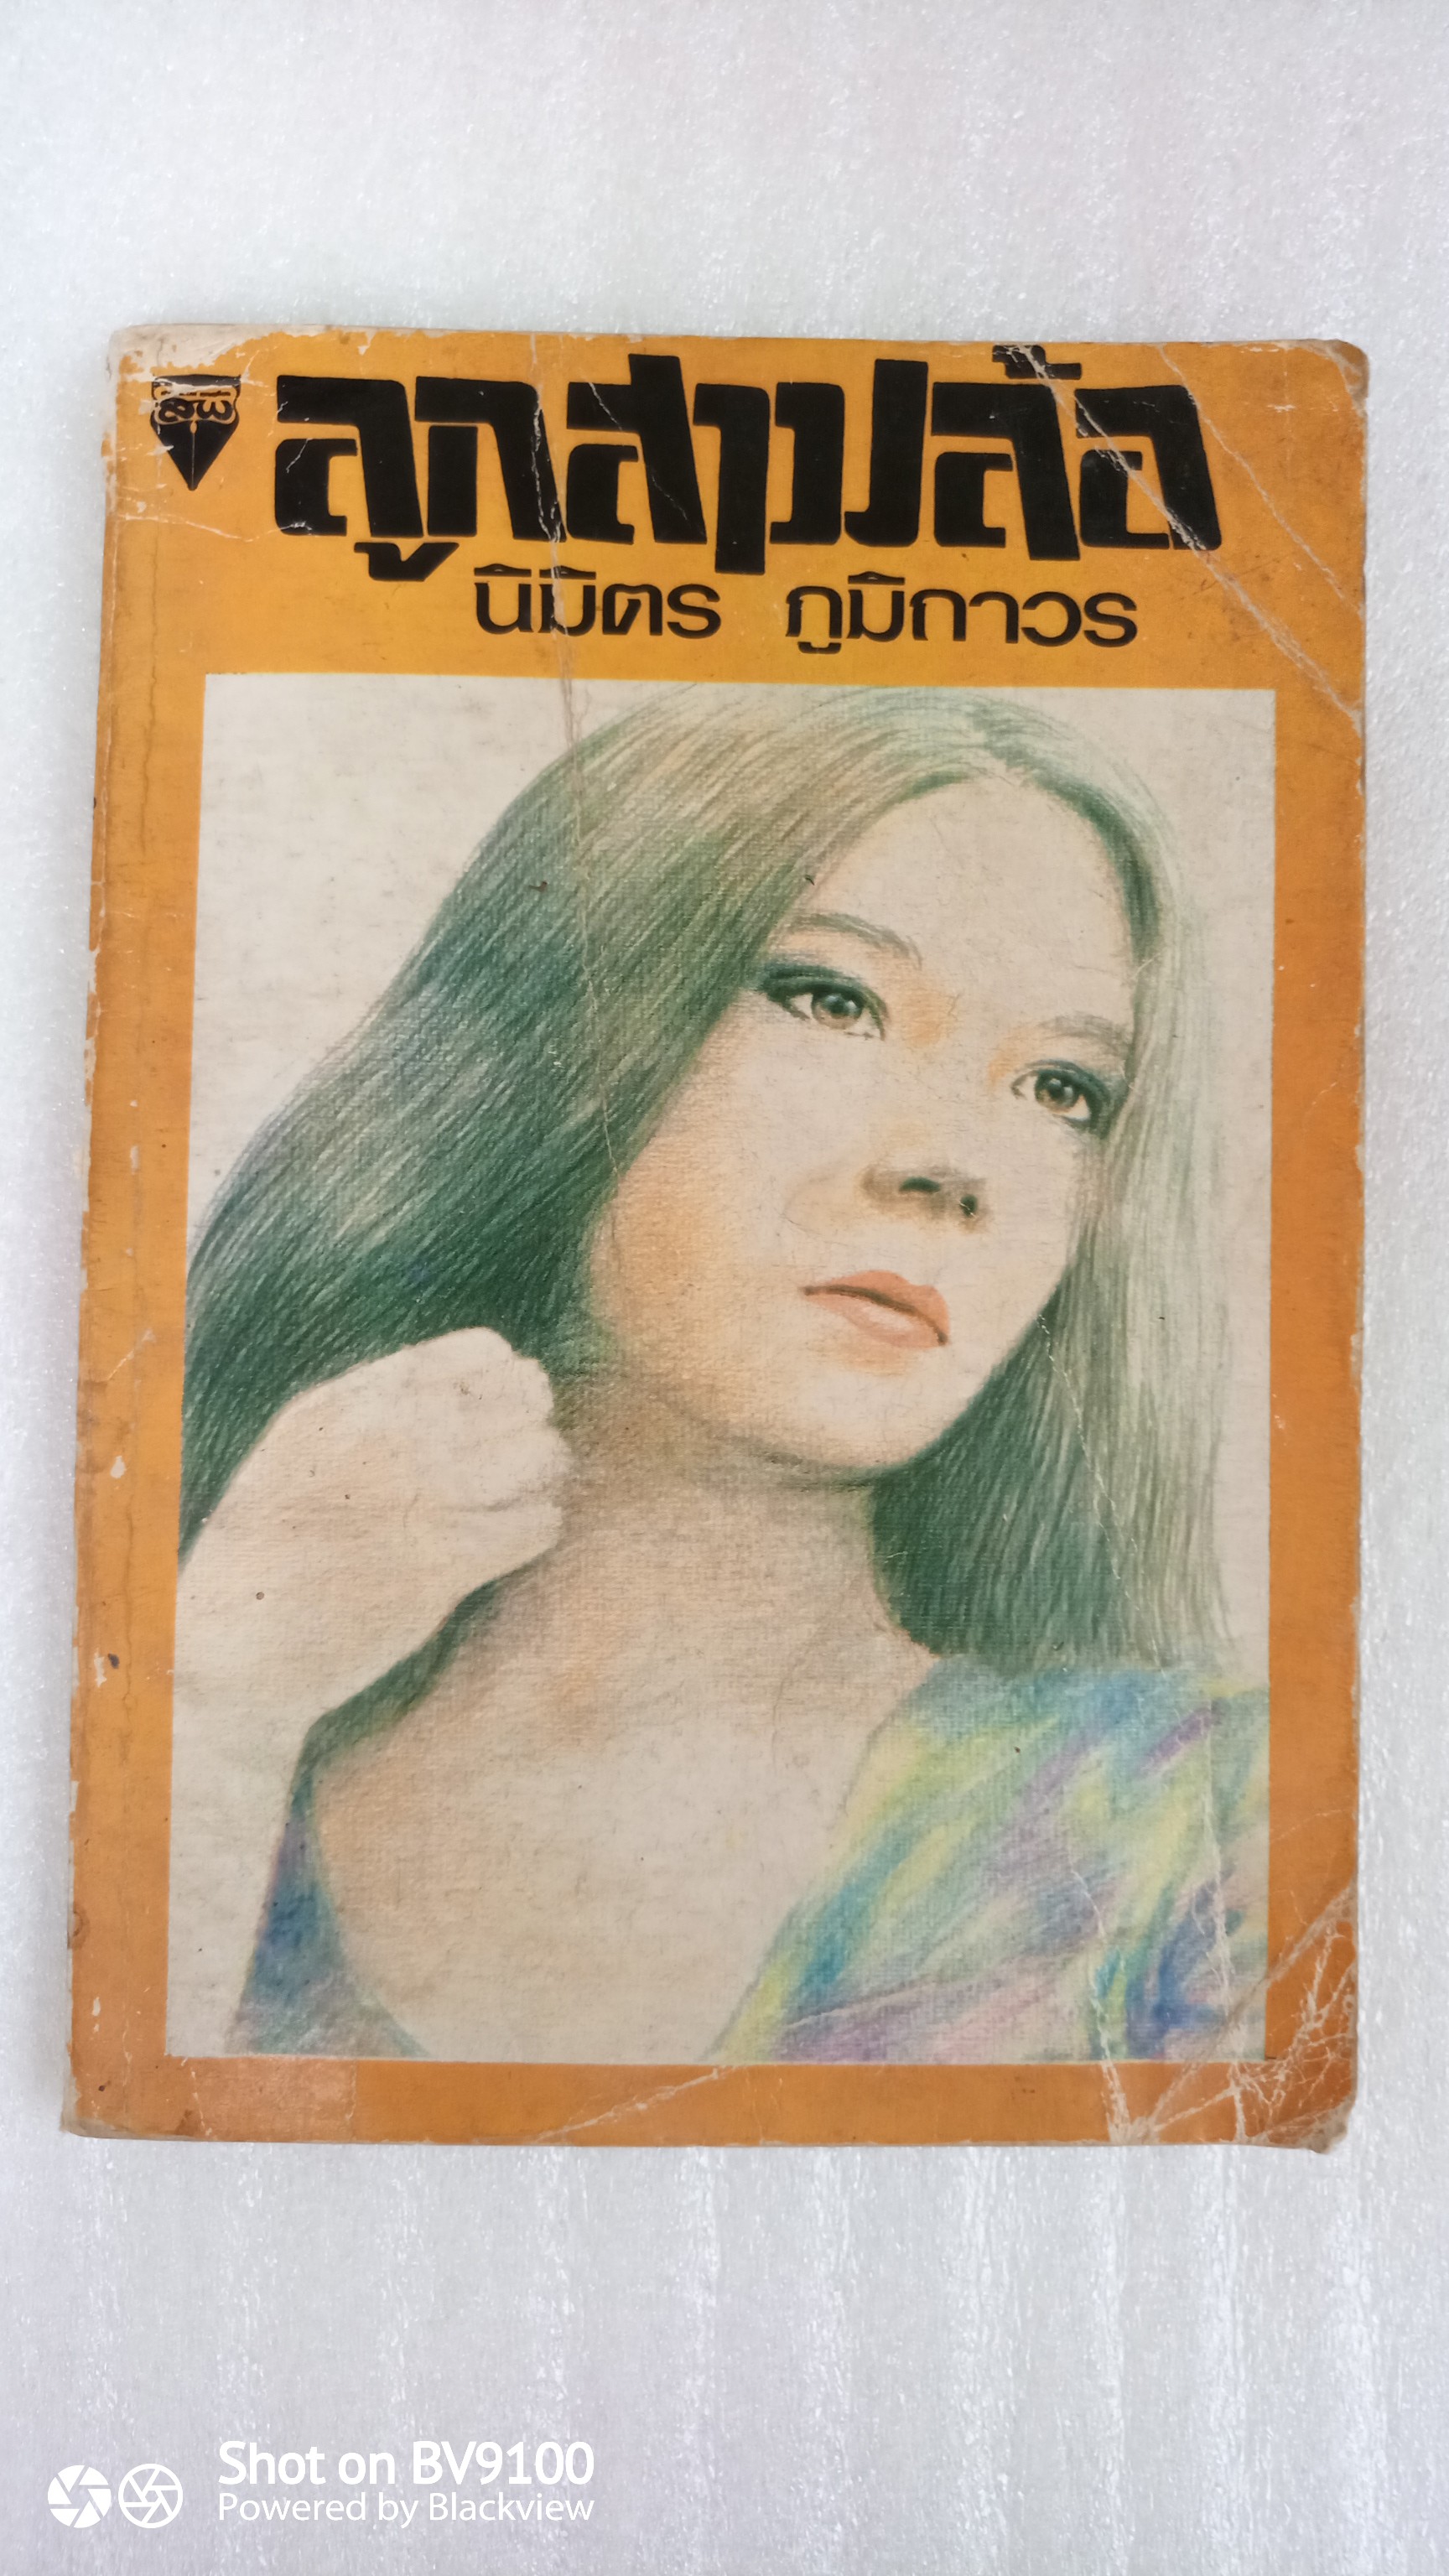 ลูกสาวปลัด
นิมิตร ภูมิถาวร
Shot on BV9100
Powered by Blackview